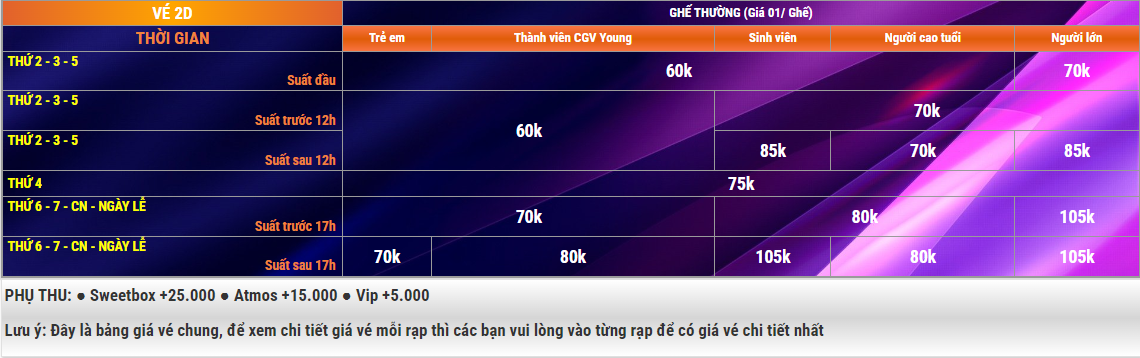 VÉ 2D GHẾ THƯỜNG (Giá 01/ Ghế)
THỜI GIAN Trẻ em Thành viên CGV Young Sinh viên Người cao tuổi Người lớn
THỨ 2 - 3 - 5
Suất đầu 60k 70k
THỨ 2 - 3 - 5
Suất trước 12h 60k 70k
THỨ 2 - 3 - 5
Suất sau 12h 85k 70k 85k
THỨ 4 75k
THỨ 6 - 7 - CN - NGÀY LỄ
Suất trước 17h 70k 80k 105k
THỨ 6 - 7 - CN - NGÀY LỄ
Suất sau 17h 70k 80k 105k 80k 105k
PHỤ THU: ● Sweetbox +25.000 ● Atmos +15.000 ● Vip +5.000
Lưu ý: Đây là bảng giá vé chung, để xem chi tiết giá vé mỗi rạp thì các bạn vui lòng vào từng rạp để có giá vé chi tiết nhất